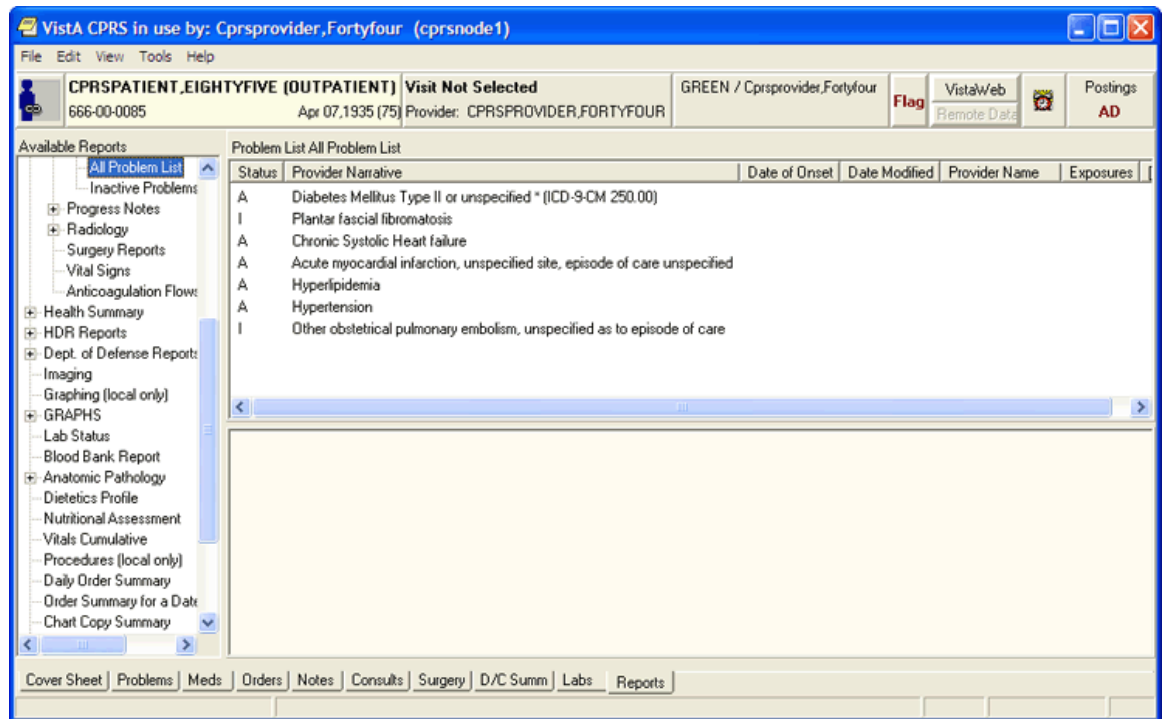 VistA CPRS in use by: Cprsprovider,Fortyfour (cprsnode1)
File Edit View Tools Help
CPRSPATIENT,EIGHTYFIVE (OUTPATIENT) Visit Not Selected GREEN / Cprsprovider,Fortyfour Flag VistaWeb Postings
666-00-0085 Apr 07,1935 (75) Provider: CPRSPROVIDER,FORTYFOUR Remote Data AD
Available Reports
All Problem List
Inactive Problems
Progress Notes
Radiology
Surgery Reports
Vital Signs
Anticoagulation Flows
Health Summary
HDR Reports
Dept. of Defense Reports
Imaging
Graphing (local only)
GRAPHS
Lab Status
Blood Bank Report
Anatomic Pathology
Dietetics Profile
Nutritional Assessment
Vitals Cumulative
Procedures (local only)
Daily Order Summary
Order Summary for a Date
Chart Copy Summary
Problem List All Problem List
Status Provider Narrative Date of Onset Date Modified Provider Name Exposures
A Diabetes Mellitus Type II or unspecified * (ICD-9-CM 250.00)
I Plantar fascial fibromatosis
A Chronic Systolic Heart failure
A Acute myocardial infarction, unspecified site, episode of care unspecified
A Hyperlipidemia
A Hypertension
I Other obstetrical pulmonary embolism, unspecified as to episode of care
Cover Sheet Problems Meds Orders Notes Consults Surgery D/C Summ Labs Reports